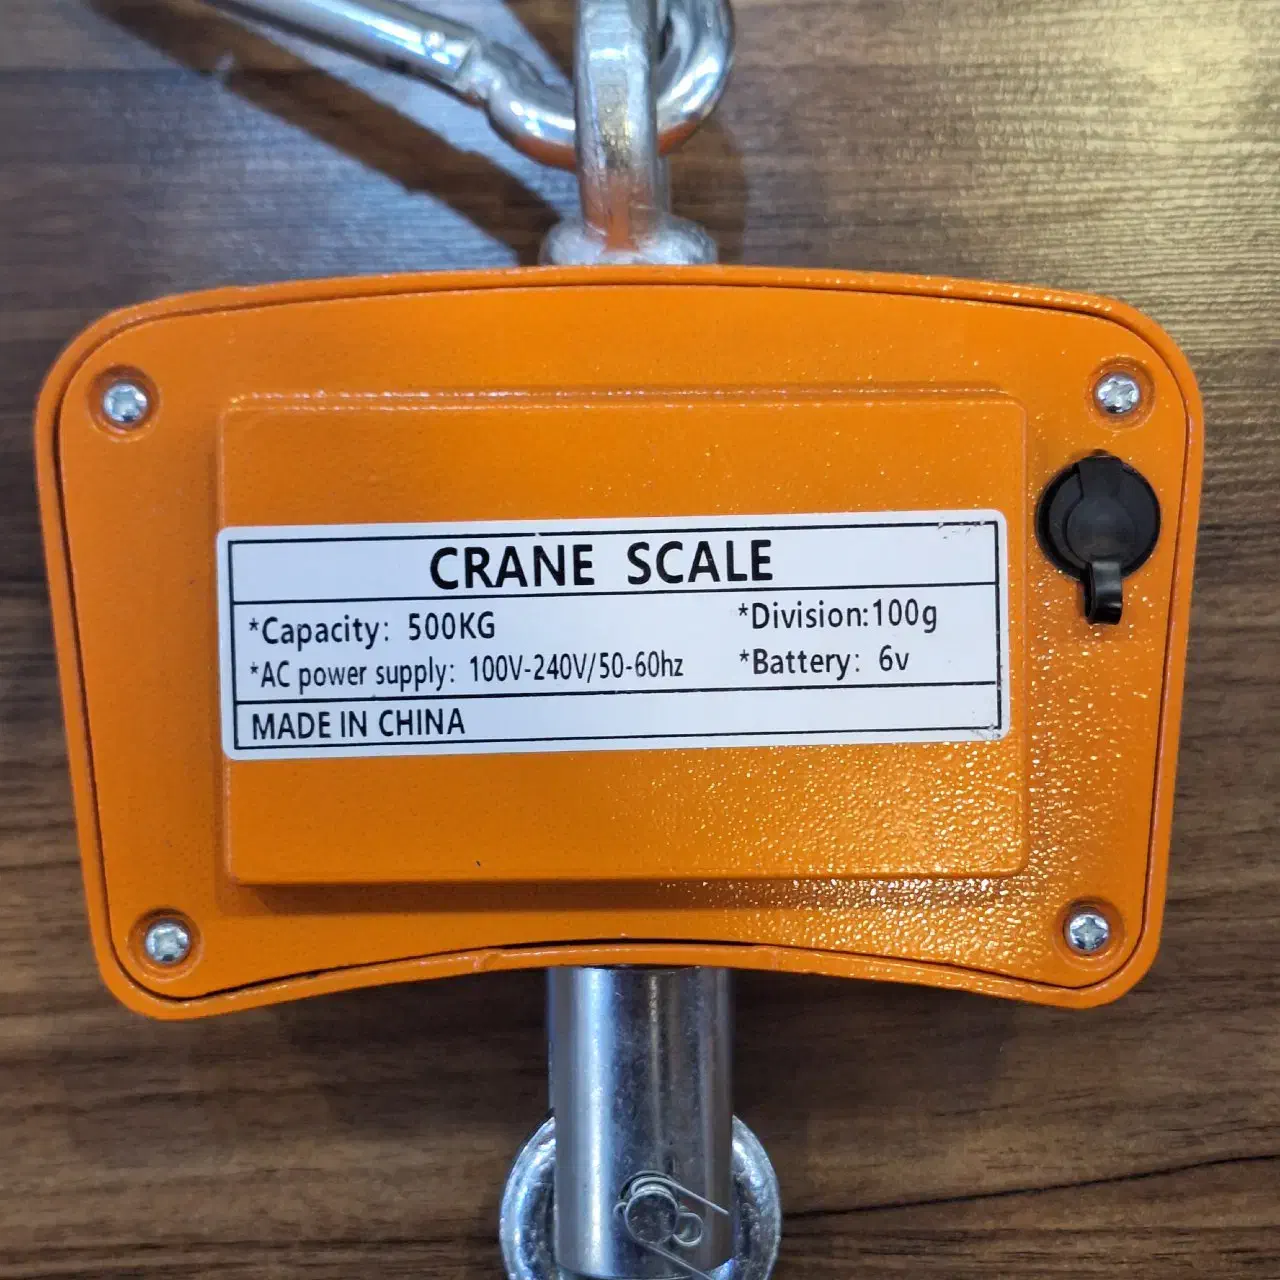 CRANE SCALE
*Capacity: 500KG *Division:100g
*AC power supply: 100V-240V/50-60hz *Battery: 6v
MADE IN CHINA